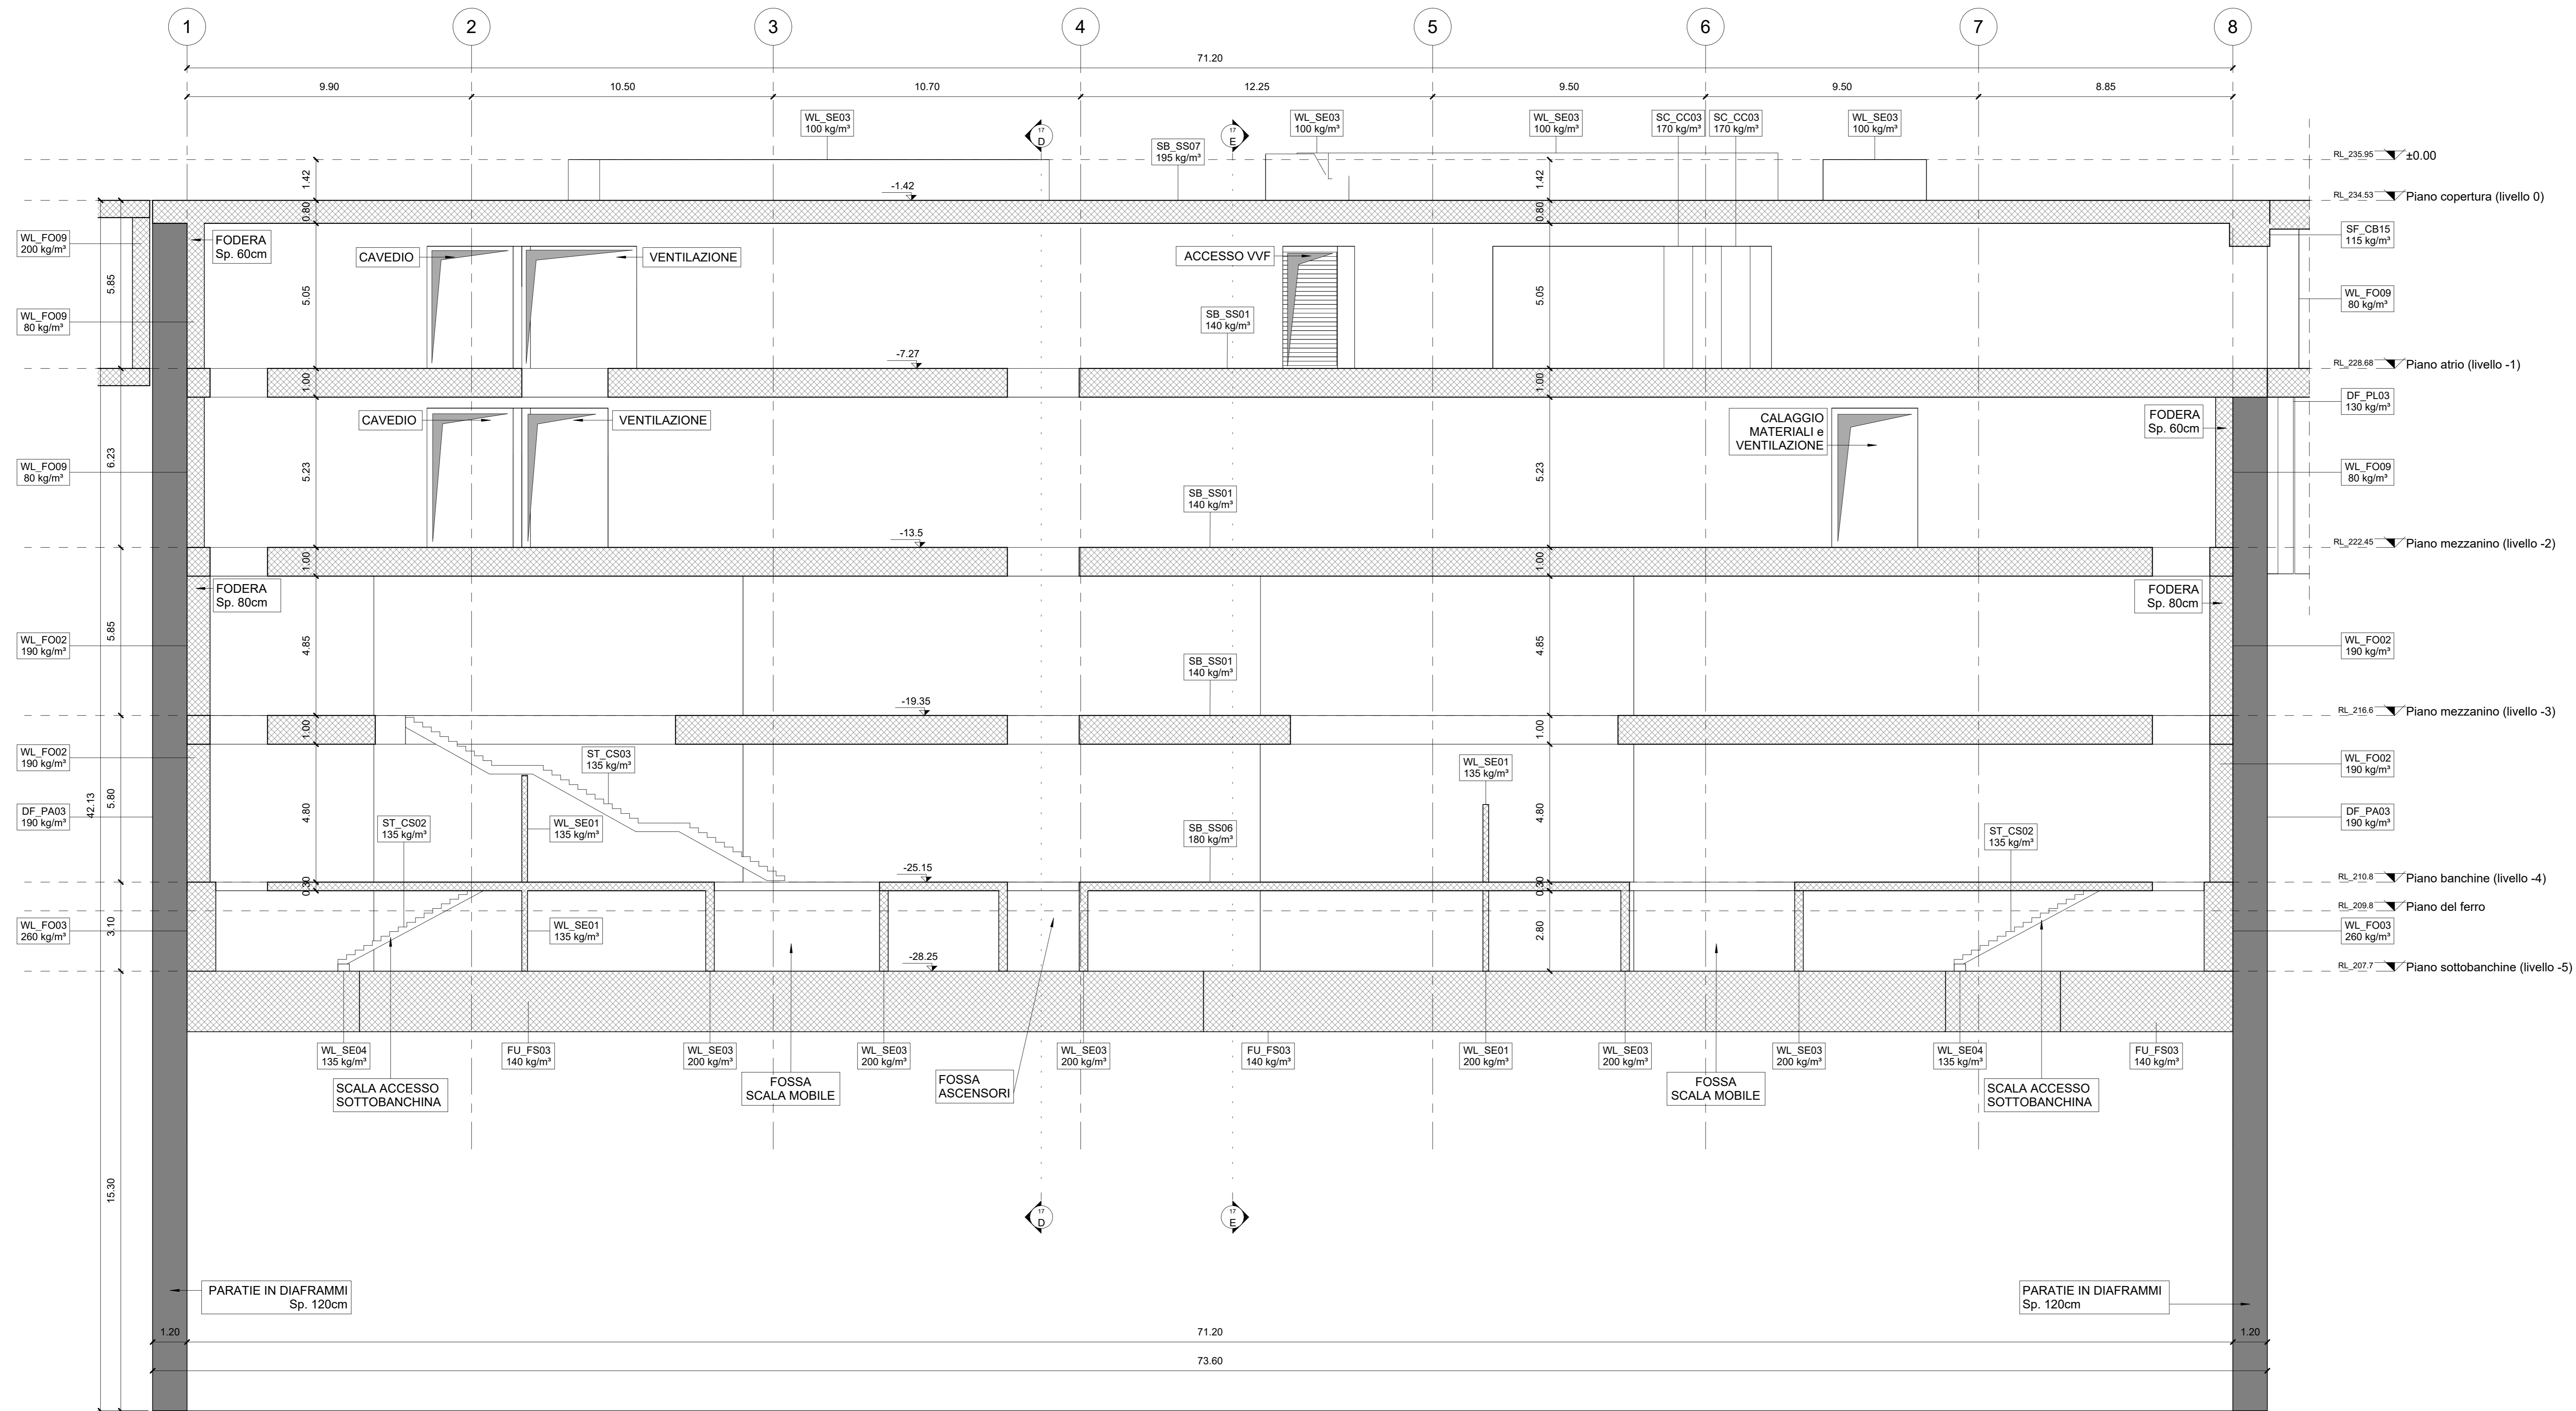 1
2
3
4
5
6
7
8
71.20
9.90
10.50
10.70
12.25
9.50
9.50
8.85
WL_SE03
100 kg/m³
17
D
17
E
SB_SS07
195 kg/m³
WL_SE03
100 kg/m³
WL_SE03
100 kg/m³
SC_CC03
170 kg/m³
SC_CC03
170 kg/m³
WL_SE03
100 kg/m³
RL_235.95
±0.00
1.42
-1.42
1.42
RL_234.53
Piano copertura (livello 0)
0.80
0.80
WL_FO09
200 kg/m³
FODERA
Sp. 60cm
CAVEDIO
VENTILAZIONE
ACCESSO VVF
SF_CB15
115 kg/m³
5.85
5.05
5.05
WL_FO09
80 kg/m³
SB_SS01
140 kg/m³
WL_FO09
80 kg/m³
-7.27
RL_228.68
Piano atrio (livello -1)
1.00
1.00
DF_PL03
130 kg/m³
CAVEDIO
VENTILAZIONE
CALAGGIO
MATERIALI e
VENTILAZIONE
FODERA
Sp. 60cm
6.23
5.23
5.23
WL_FO09
80 kg/m³
WL_FO09
80 kg/m³
SB_SS01
140 kg/m³
-13.5
RL_222.45
Piano mezzanino (livello -2)
1.00
1.00
FODERA
Sp. 80cm
FODERA
Sp. 80cm
5.85
4.85
4.85
WL_FO02
190 kg/m³
WL_FO02
190 kg/m³
SB_SS01
140 kg/m³
-19.35
RL_216.6
Piano mezzanino (livello -3)
1.00
1.00
WL_FO02
190 kg/m³
ST_CS03
135 kg/m³
WL_SE01
135 kg/m³
WL_FO02
190 kg/m³
42.13
5.80
4.80
4.80
DF_PA03
190 kg/m³
ST_CS02
135 kg/m³
WL_SE01
135 kg/m³
SB_SS06
180 kg/m³
ST_CS02
135 kg/m³
DF_PA03
190 kg/m³
-25.15
RL_210.8
Piano banchine (livello -4)
0.30
0.30
RL_209.8
Piano del ferro
3.10
2.80
WL_FO03
260 kg/m³
WL_SE01
135 kg/m³
WL_FO03
260 kg/m³
-28.25
RL_207.7
Piano sottobanchine (livello -5)
WL_SE04
135 kg/m³
FU_FS03
140 kg/m³
WL_SE03
200 kg/m³
WL_SE03
200 kg/m³
WL_SE03
200 kg/m³
FU_FS03
140 kg/m³
WL_SE01
200 kg/m³
WL_SE03
200 kg/m³
WL_SE03
200 kg/m³
WL_SE04
135 kg/m³
FU_FS03
140 kg/m³
SCALA ACCESSO
SOTTOBANCHINA
FOSSA
SCALA MOBILE
FOSSA
ASCENSORI
FOSSA
SCALA MOBILE
SCALA ACCESSO
SOTTOBANCHINA
15.30
17
D
17
E
PARATIE IN DIAFRAMMI
Sp. 120cm
PARATIE IN DIAFRAMMI
Sp. 120cm
1.20
71.20
1.20
73.60